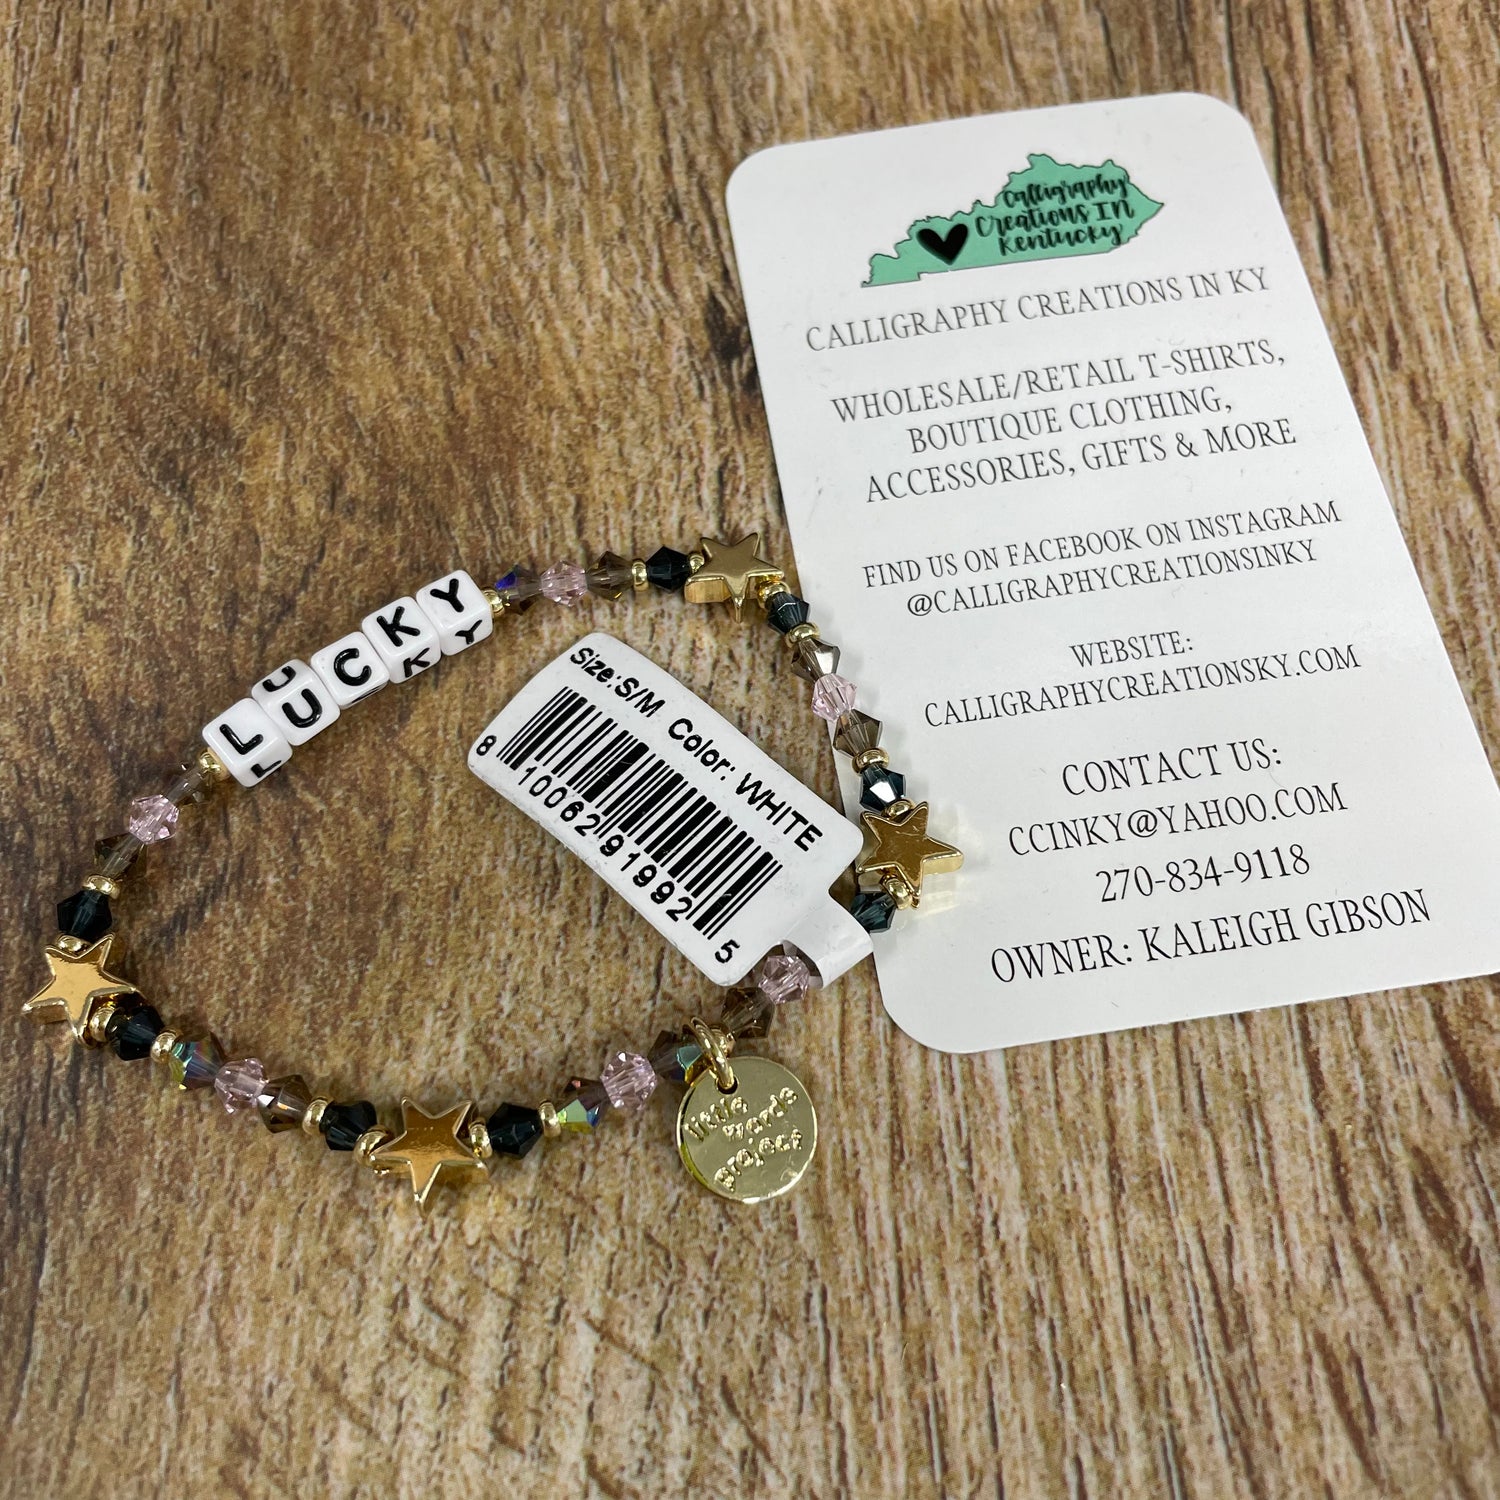 Calligraphy
Creations IN
Kentucky
CALLIGRAPHY CREATIONS IN KY
WHOLESALE/RETAIL T-SHIRTS,
BOUTIQUE CLOTHING,
ACCESSORIES, GIFTS & MORE
FIND US ON FACEBOOK ON INSTAGRAM
@CALLIGRAPHYCREATIONSINKY
WEBSITE:
CALLIGRAPHYCREATIONSKY.COM
CONTACT US:
CCINKY@YAHOO.COM
270-834-9118
OWNER: KALEIGH GIBSON
LUCKY
Size:S/M Color: WHITE
8 10062 91992 5
little
words
project